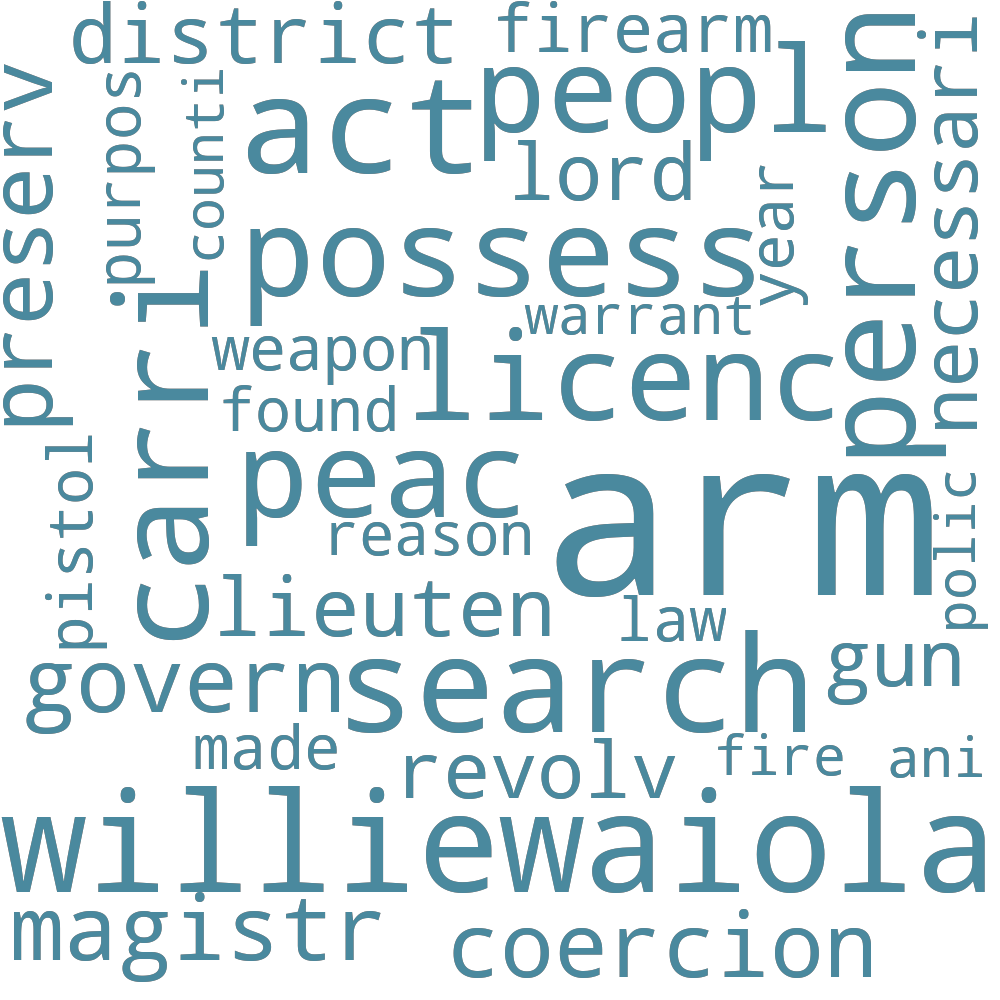 district
firearm
act
peopl
person
necessari
preserv
purpos
counti
lord
year
possess
carri
warrant
weapon
licenc
found
peac
arm
reason
pistol
polic
lieuten
law
govern
search
gun
made
revolv
fire
ani
williewaiola
magistr
coercion